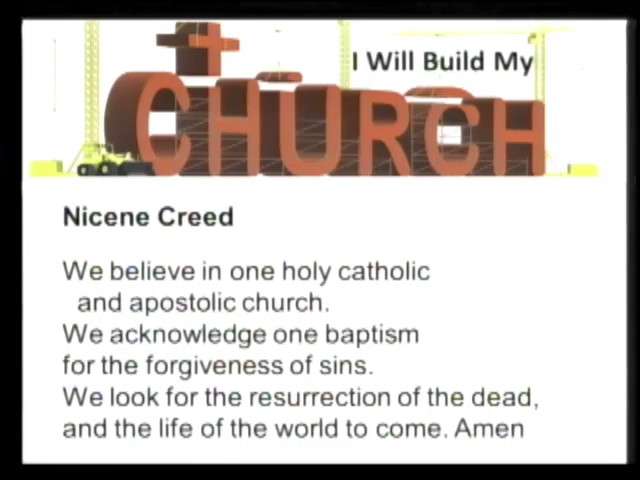 I Will Build My
CHURCH
Nicene Creed
We believe in one holy catholic
and apostolic church.
We acknowledge one baptism
for the forgiveness of sins.
We look for the resurrection of the dead,
and the life of the world to come. Amen